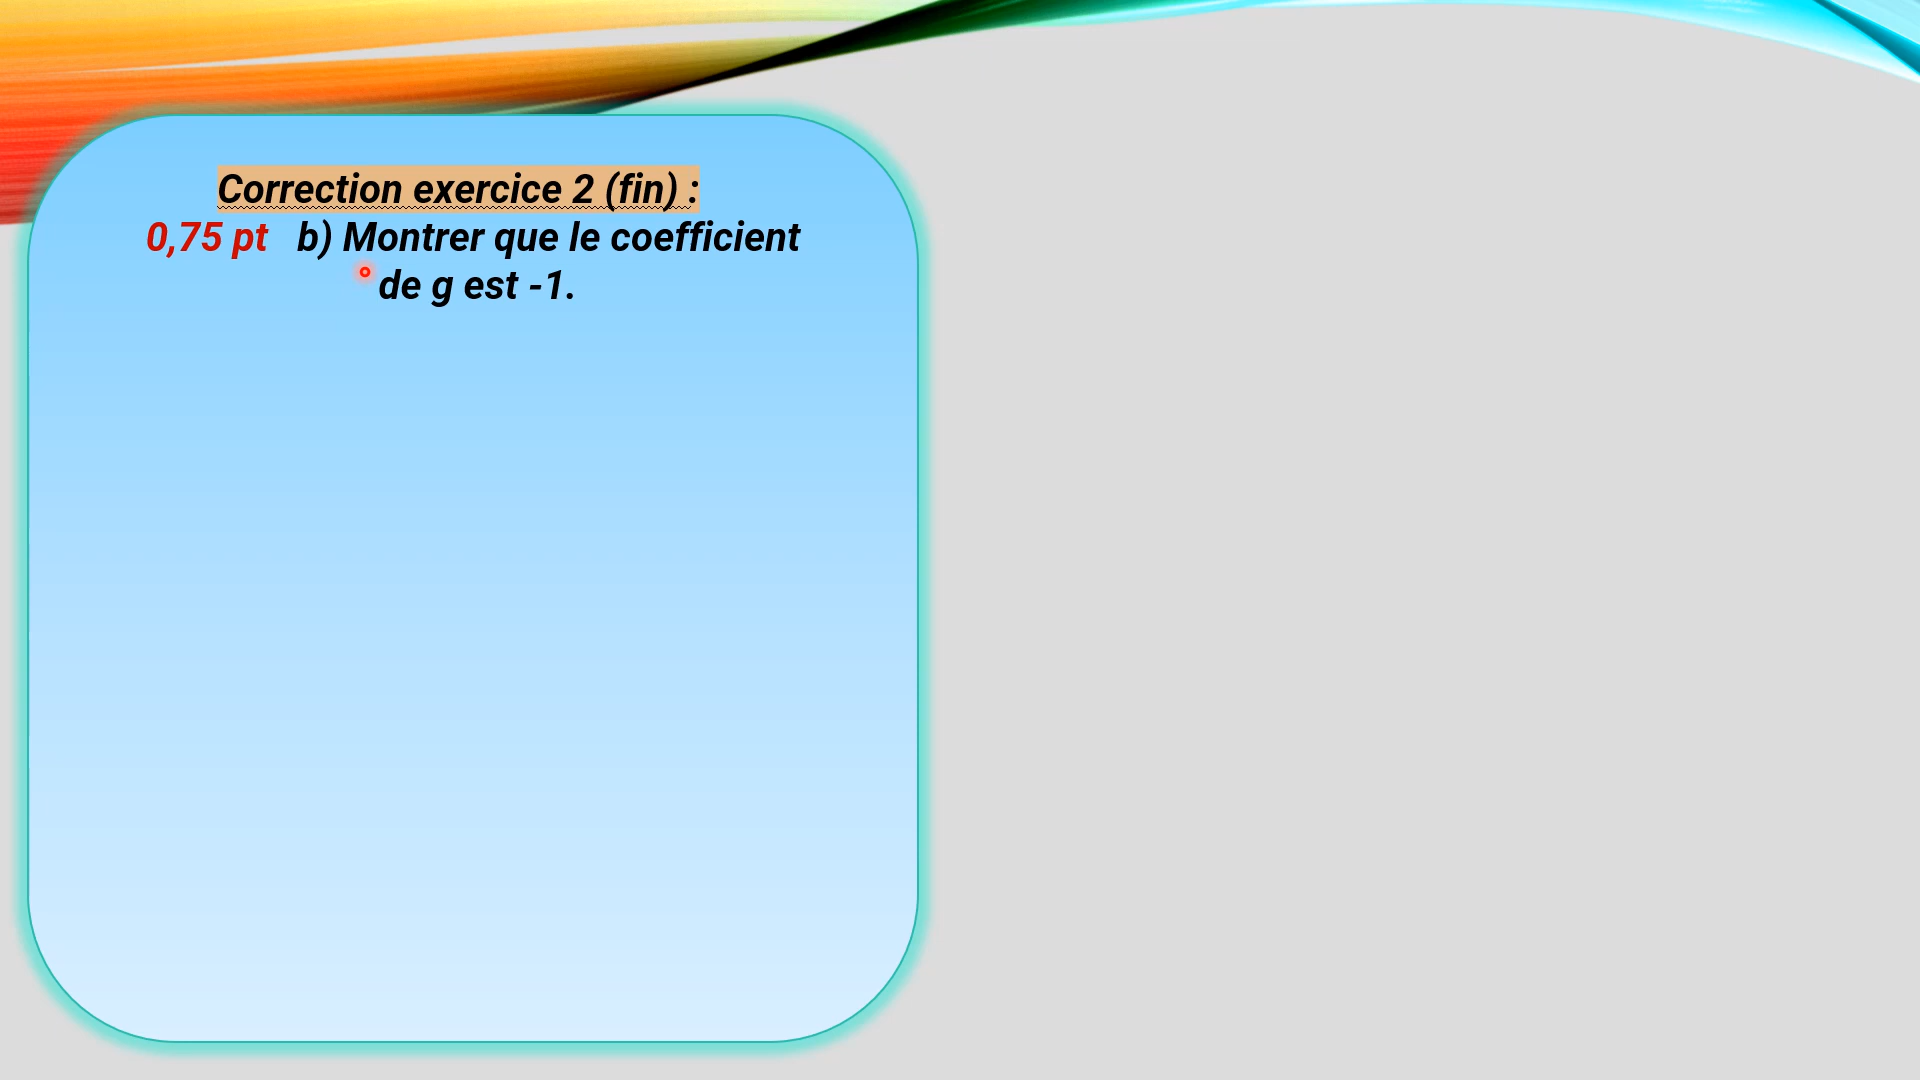 Correction exercice 2 (fin) :
0,75 pt b) Montrer que le coefficient
de g est -1.